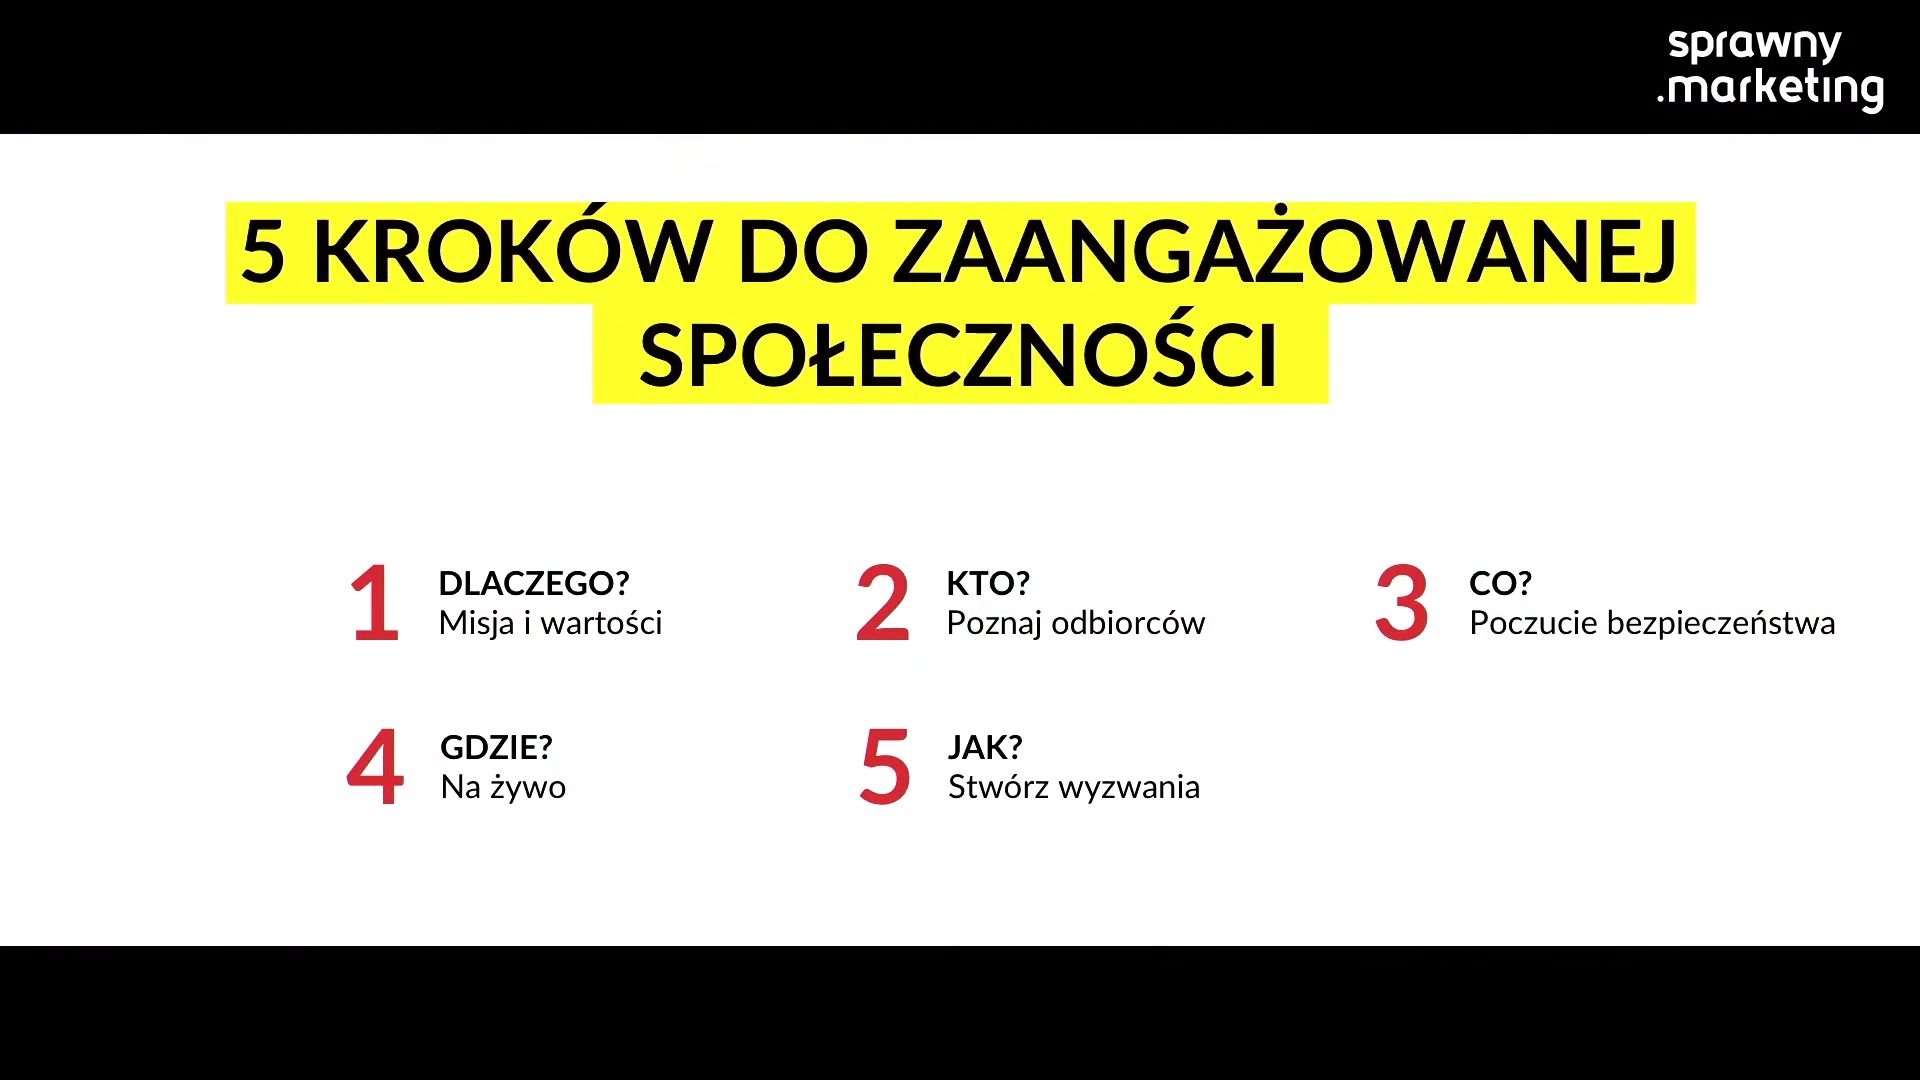 sprawny
.marketing
5 KROKÓW DO ZAANGAŻOWANEJ
SPOŁECZNOŚCI
1 DLACZEGO?
Misja i wartości
2 KTO?
Poznaj odbiorców
3 CO?
Poczucie bezpieczeństwa
4 GDZIE?
Na żywo
5 JAK?
Stwórz wyzwania